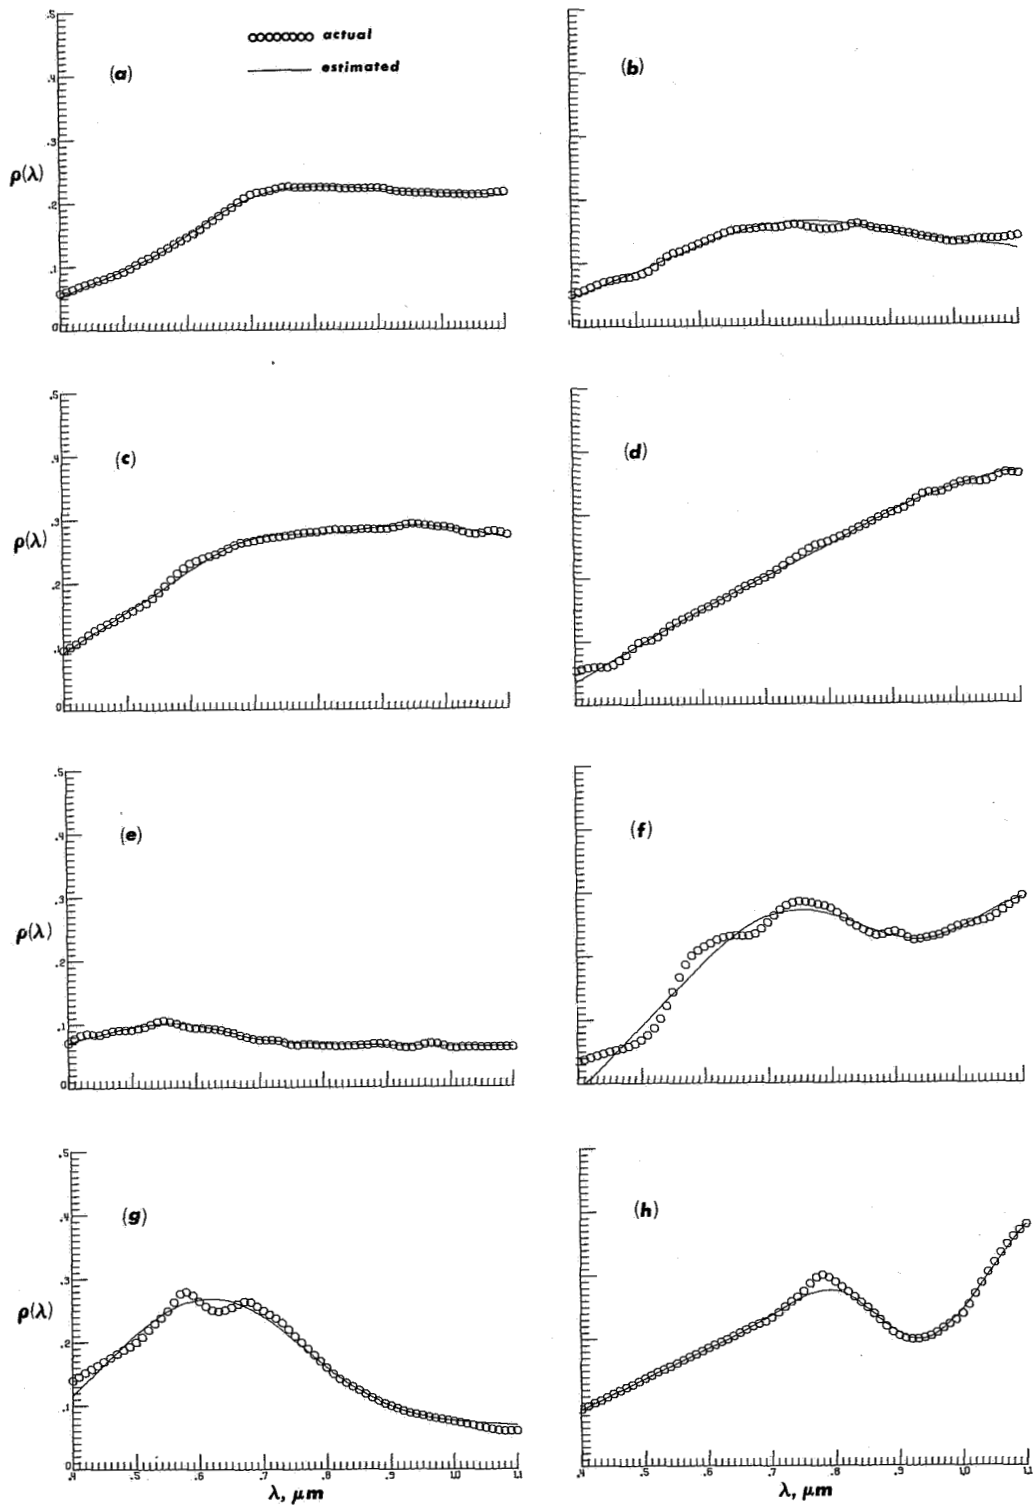 .5
actual
estimated
(a)
(b)
.4
.3
ρ(λ)
.2
.1
0
.5
(c)
(d)
.4
.3
ρ(λ)
.2
.1
0
.5
(e)
(f)
.4
.3
ρ(λ)
.2
.1
0
.5
(g)
(h)
.4
.3
ρ(λ)
.2
.1
0
.4 .5 .6 .7 .8 .9 1.0 1.1
.4 .5 .6 .7 .8 .9 1.0 1.1
λ, μm
λ, μm